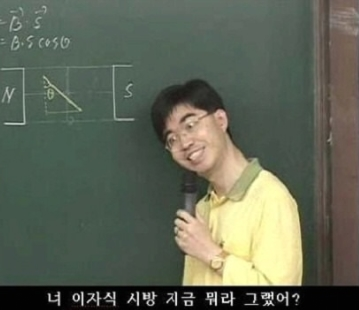 = B⃗ · S⃗
= B·S cosθ
N
S
θ
너 이자식 시방 지금 뭐라 그랬어?